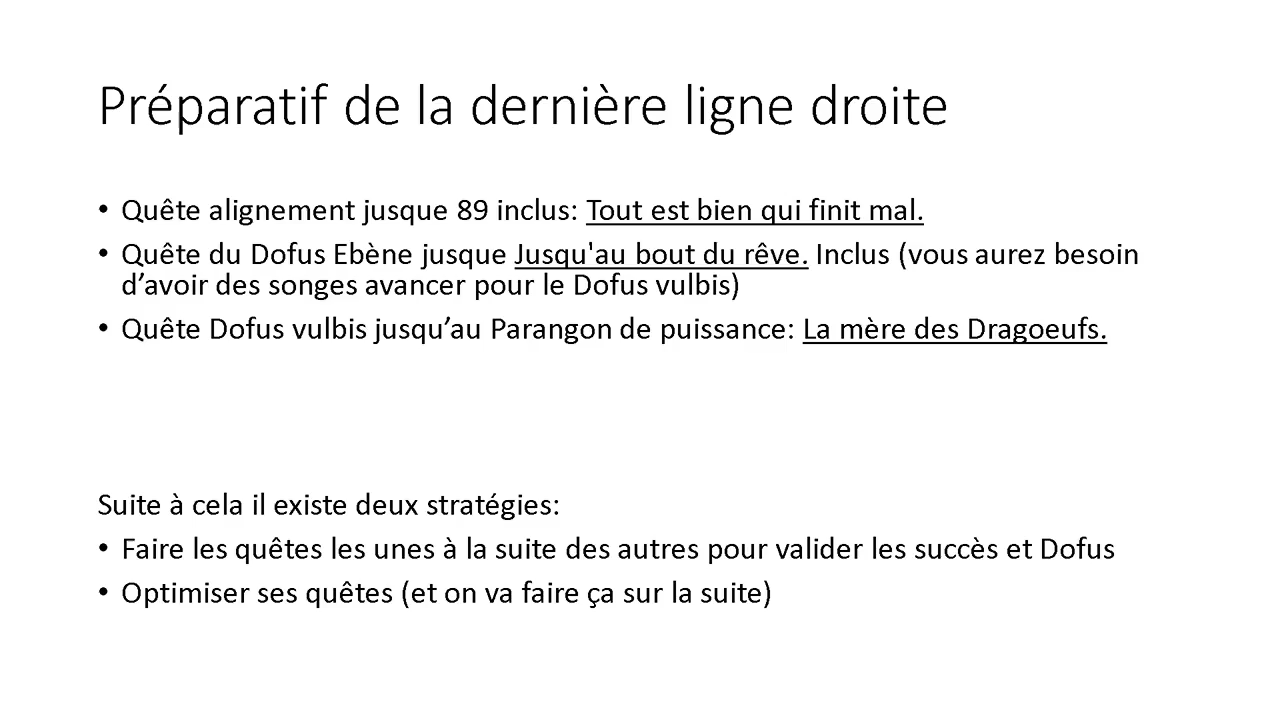 Préparatif de la dernière ligne droite
• Quête alignement jusque 89 inclus: Tout est bien qui finit mal.
• Quête du Dofus Ebène jusque Jusqu'au bout du rêve. Inclus (vous aurez besoin
d’avoir des songes avancer pour le Dofus vulbis)
• Quête Dofus vulbis jusqu’au Parangon de puissance: La mère des Dragoeufs.
Suite à cela il existe deux stratégies:
• Faire les quêtes les unes à la suite des autres pour valider les succès et Dofus
• Optimiser ses quêtes (et on va faire ça sur la suite)